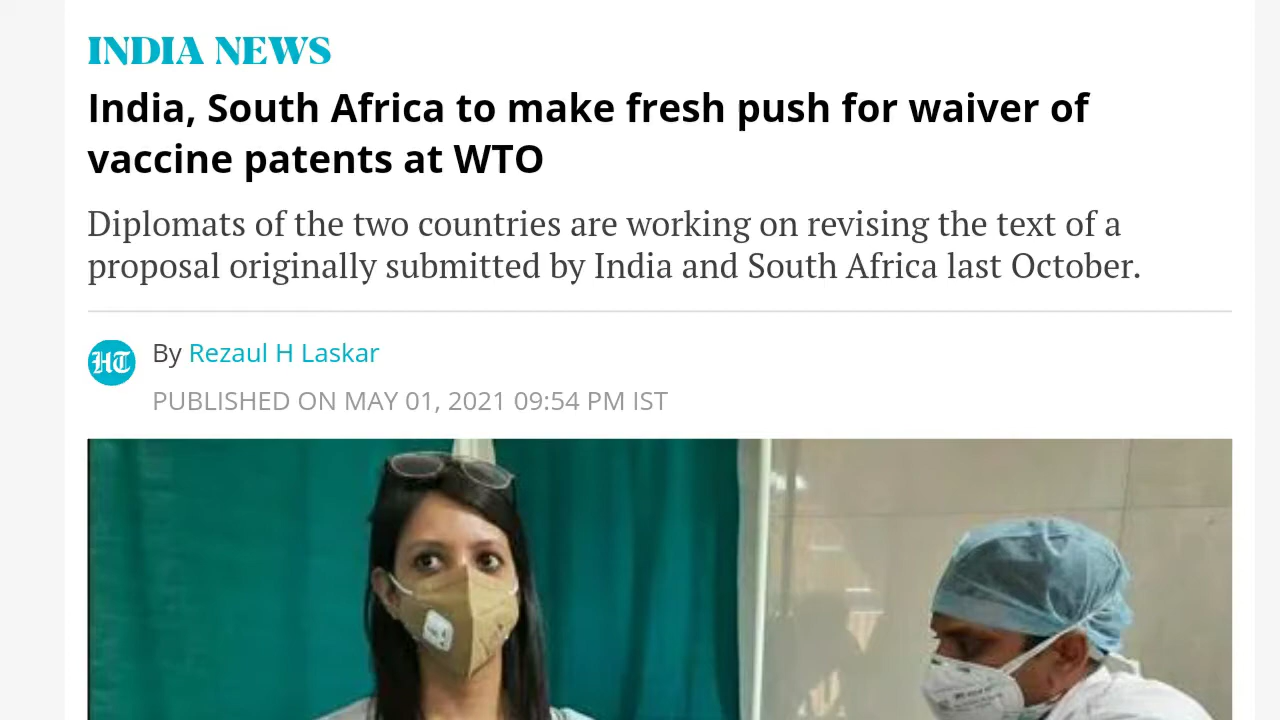 INDIA NEWS
India, South Africa to make fresh push for waiver of
vaccine patents at WTO
Diplomats of the two countries are working on revising the text of a
proposal originally submitted by India and South Africa last October.
HT
By Rezaul H Laskar
PUBLISHED ON MAY 01, 2021 09:54 PM IST